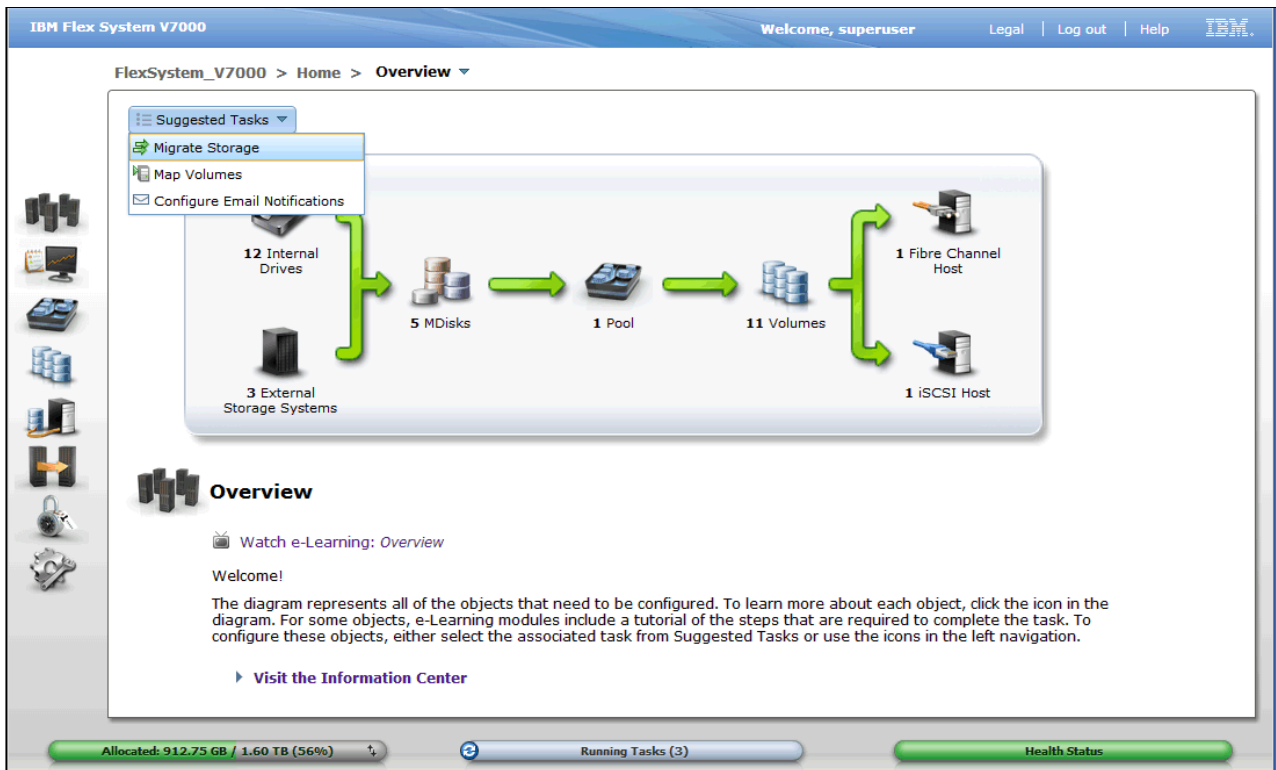 IBM Flex System V7000
Welcome, superuser
Legal | Log out | Help
IBM.
FlexSystem_V7000 > Home > Overview
Suggested Tasks
Migrate Storage
Map Volumes
Configure Email Notifications
12 Internal
Drives
5 MDisks
1 Pool
11 Volumes
1 Fibre Channel
Host
3 External
Storage Systems
1 iSCSI Host
Overview
Watch e-Learning: Overview
Welcome!
The diagram represents all of the objects that need to be configured. To learn more about each object, click the icon in the
diagram. For some objects, e-Learning modules include a tutorial of the steps that are required to complete the task. To
configure these objects, either select the associated task from Suggested Tasks or use the icons in the left navigation.
Visit the Information Center
Allocated: 912.75 GB / 1.60 TB (56%)
Running Tasks (3)
Health Status